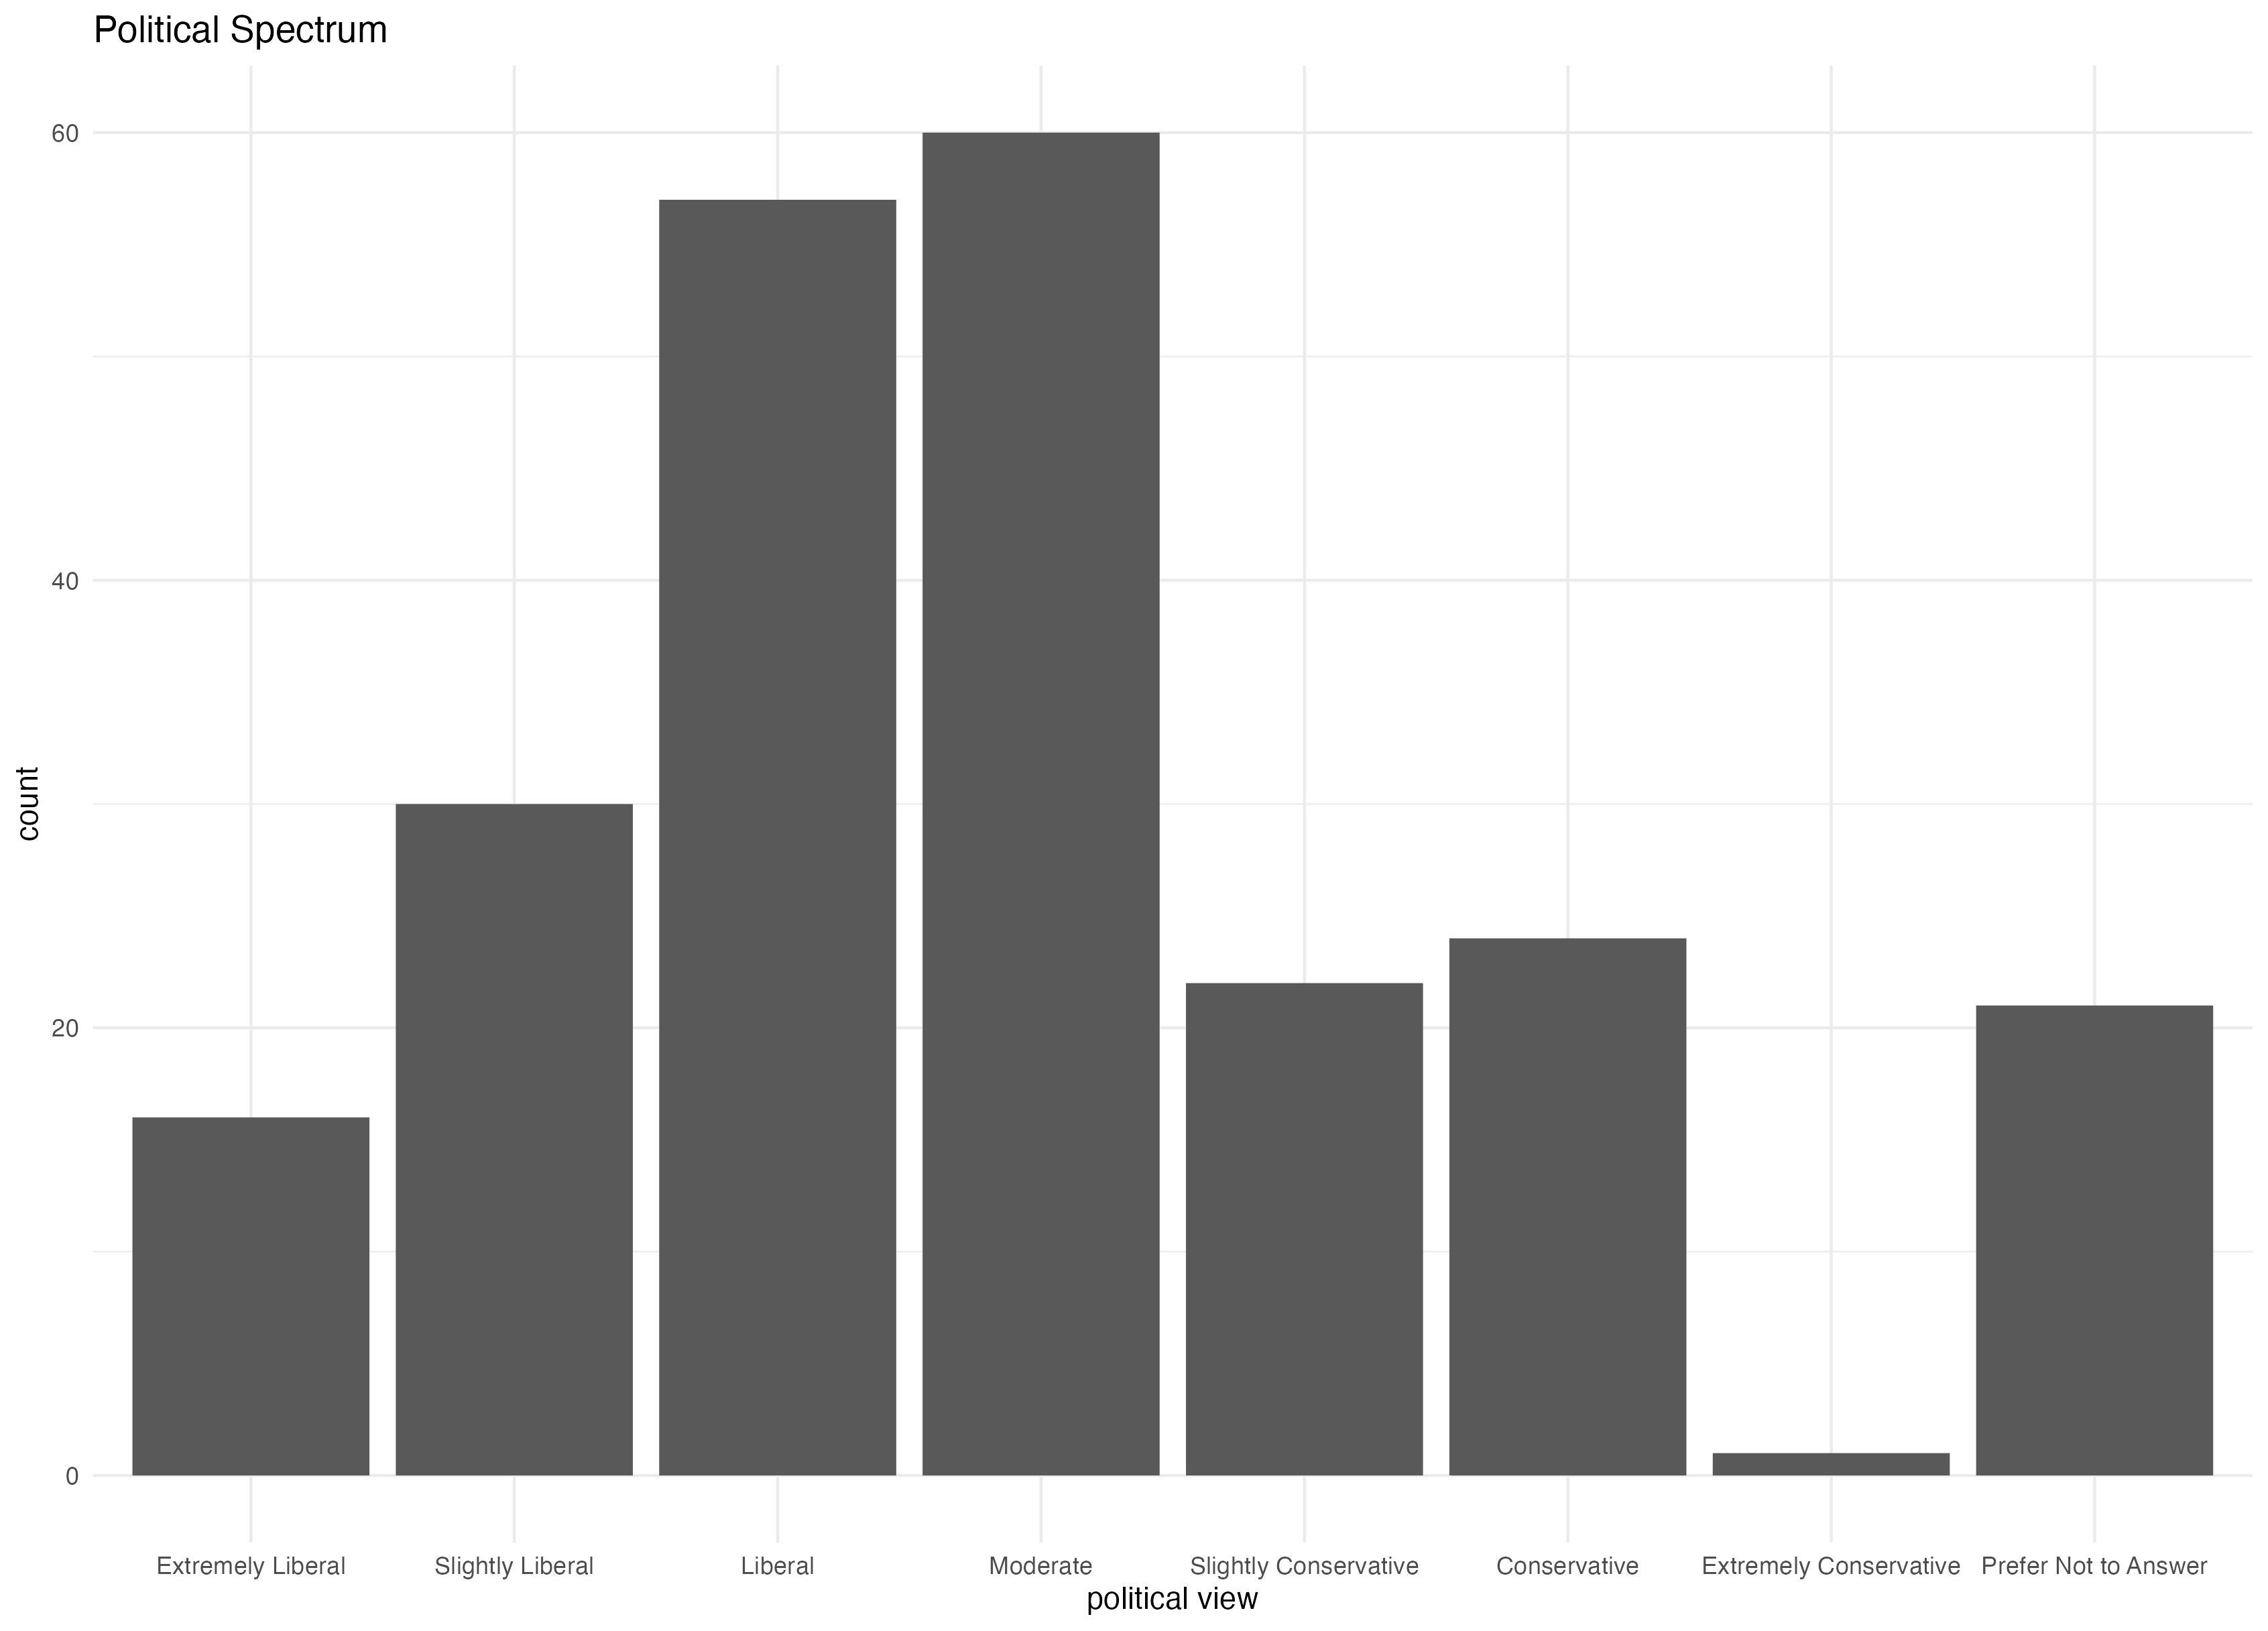 Political Spectrum
60
40
20
0
count
Extremely Liberal Slightly Liberal Liberal Moderate Slightly Conservative Conservative Extremely Conservative Prefer Not to Answer
political view